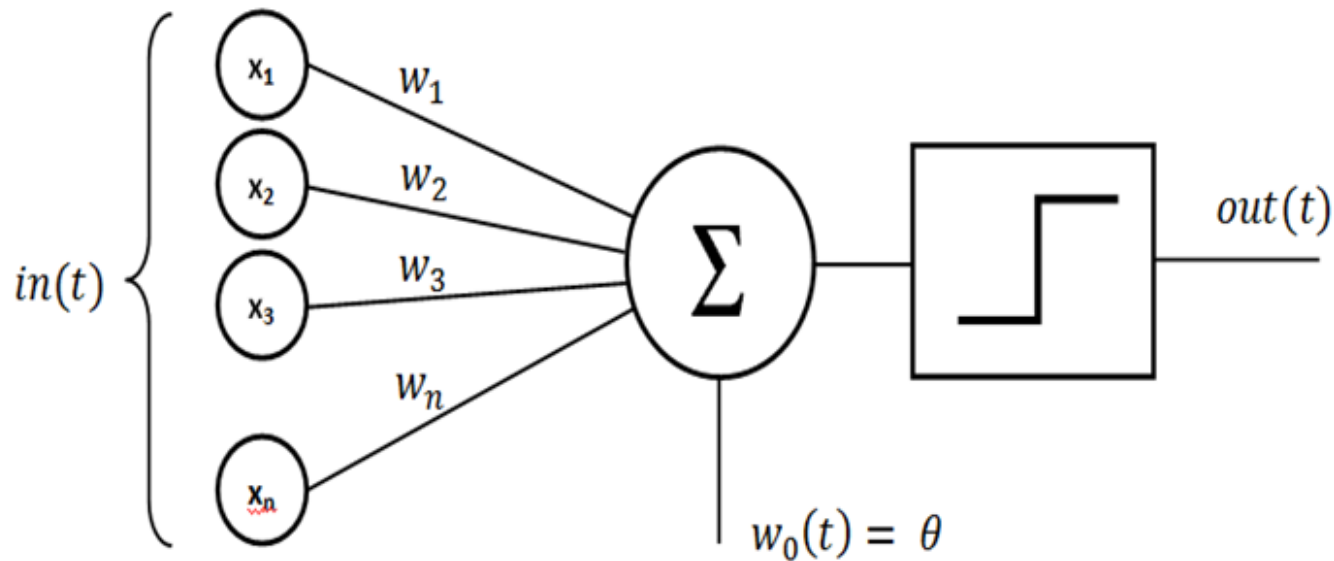 x₁
w₁
x₂
w₂
out(t)
in(t)
w₃
x₃
Σ
wₙ
xₙ
w₀(t) = θ